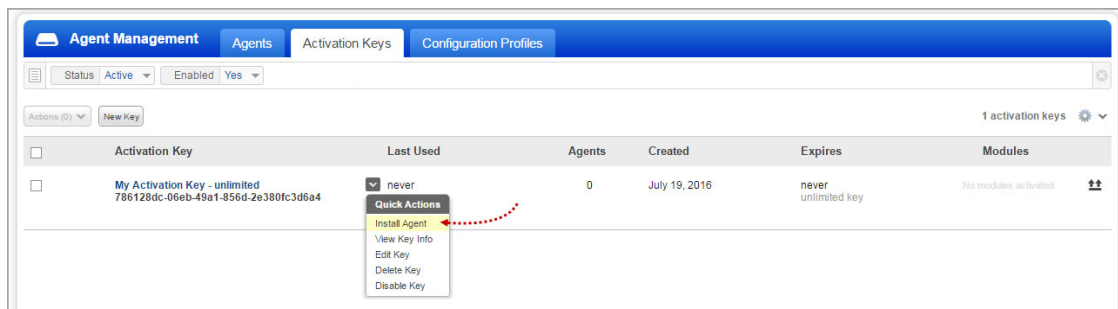 Agent Management Agents Activation Keys Configuration Profiles
Status Active Enabled Yes
Actions (0) New Key 1 activation keys
Activation Key Last Used Agents Created Expires Modules
My Activation Key - unlimited never 0 July 19, 2016 never No modules activated
786128dc-06eb-49a1-856d-2e380fc3d6a4 unlimited key
Quick Actions
Install Agent
View Key Info
Edit Key
Delete Key
Disable Key